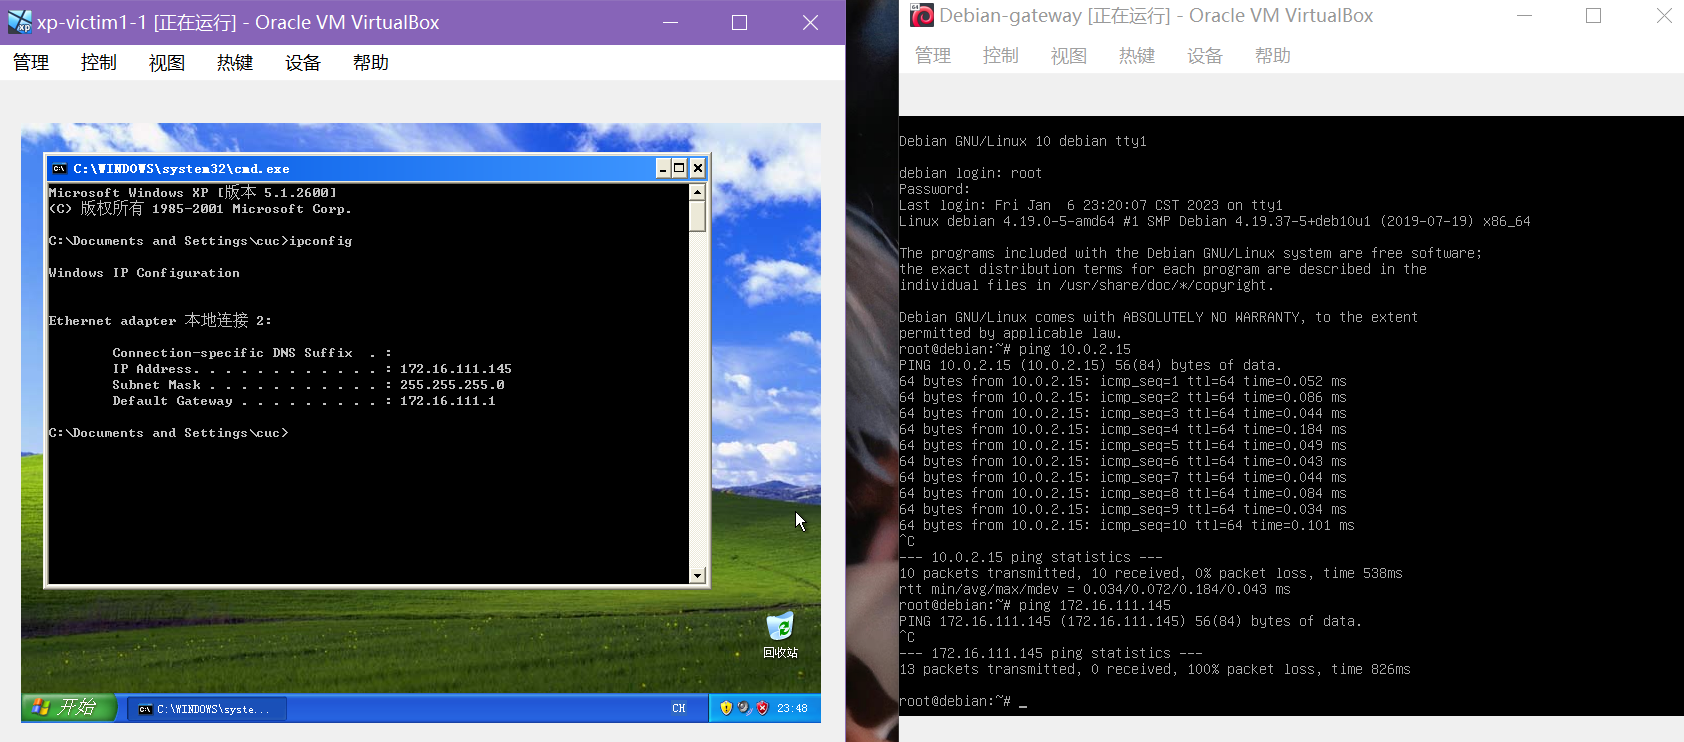 xp-victim1-1 [正在运行] - Oracle VM VirtualBox
管理 控制 视图 热键 设备 帮助
C:\WINDOWS\system32\cmd.exe
Microsoft Windows XP [版本 5.1.2600]
(C) 版权所有 1985-2001 Microsoft Corp.
C:\Documents and Settings\cuc>ipconfig
Windows IP Configuration
Ethernet adapter 本地连接 2:
Connection-specific DNS Suffix  . :
IP Address. . . . . . . . . . . . : 172.16.111.145
Subnet Mask . . . . . . . . . . . : 255.255.255.0
Default Gateway . . . . . . . . . : 172.16.111.1
C:\Documents and Settings\cuc>
回收站
开始
C:\WINDOWS\syste...
CH
23:48
Debian-gateway [正在运行] - Oracle VM VirtualBox
管理 控制 视图 热键 设备 帮助
Debian GNU/Linux 10 debian tty1
debian login: root
Password:
Last login: Fri Jan  6 23:20:07 CST 2023 on tty1
Linux debian 4.19.0-5-amd64 #1 SMP Debian 4.19.37-5+deb10u1 (2019-07-19) x86_64
The programs included with the Debian GNU/Linux system are free software;
the exact distribution terms for each program are described in the
individual files in /usr/share/doc/*/copyright.
Debian GNU/Linux comes with ABSOLUTELY NO WARRANTY, to the extent
permitted by applicable law.
root@debian:~# ping 10.0.2.15
PING 10.0.2.15 (10.0.2.15) 56(84) bytes of data.
64 bytes from 10.0.2.15: icmp_seq=1 ttl=64 time=0.052 ms
64 bytes from 10.0.2.15: icmp_seq=2 ttl=64 time=0.086 ms
64 bytes from 10.0.2.15: icmp_seq=3 ttl=64 time=0.044 ms
64 bytes from 10.0.2.15: icmp_seq=4 ttl=64 time=0.184 ms
64 bytes from 10.0.2.15: icmp_seq=5 ttl=64 time=0.049 ms
64 bytes from 10.0.2.15: icmp_seq=6 ttl=64 time=0.043 ms
64 bytes from 10.0.2.15: icmp_seq=7 ttl=64 time=0.044 ms
64 bytes from 10.0.2.15: icmp_seq=8 ttl=64 time=0.084 ms
64 bytes from 10.0.2.15: icmp_seq=9 ttl=64 time=0.034 ms
64 bytes from 10.0.2.15: icmp_seq=10 ttl=64 time=0.101 ms
^C
--- 10.0.2.15 ping statistics ---
10 packets transmitted, 10 received, 0% packet loss, time 538ms
rtt min/avg/max/mdev = 0.034/0.072/0.184/0.043 ms
root@debian:~# ping 172.16.111.145
PING 172.16.111.145 (172.16.111.145) 56(84) bytes of data.
^C
--- 172.16.111.145 ping statistics ---
13 packets transmitted, 0 received, 100% packet loss, time 826ms
root@debian:~# _